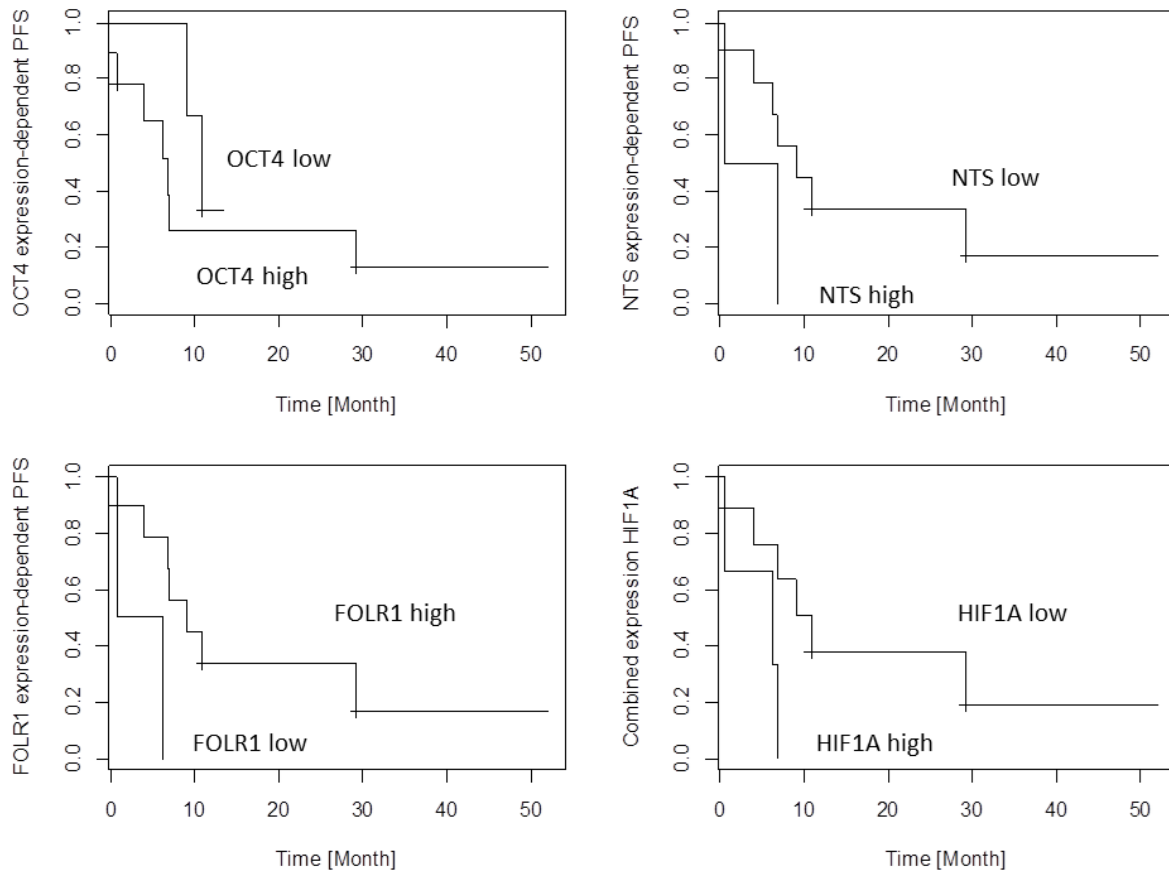 OCT4 expression-dependent PFS
1.0
0.8
0.6
0.4
0.2
0.0
OCT4 low
OCT4 high
0 10 20 30 40 50
Time [Month]
NTS expression-dependent PFS
1.0
0.8
0.6
0.4
0.2
0.0
NTS low
NTS high
0 10 20 30 40 50
Time [Month]
FOLR1 expression-dependent PFS
1.0
0.8
0.6
0.4
0.2
0.0
FOLR1 high
FOLR1 low
0 10 20 30 40 50
Time [Month]
Combined expression HIF1A
1.0
0.8
0.6
0.4
0.2
0.0
HIF1A low
HIF1A high
0 10 20 30 40 50
Time [Month]